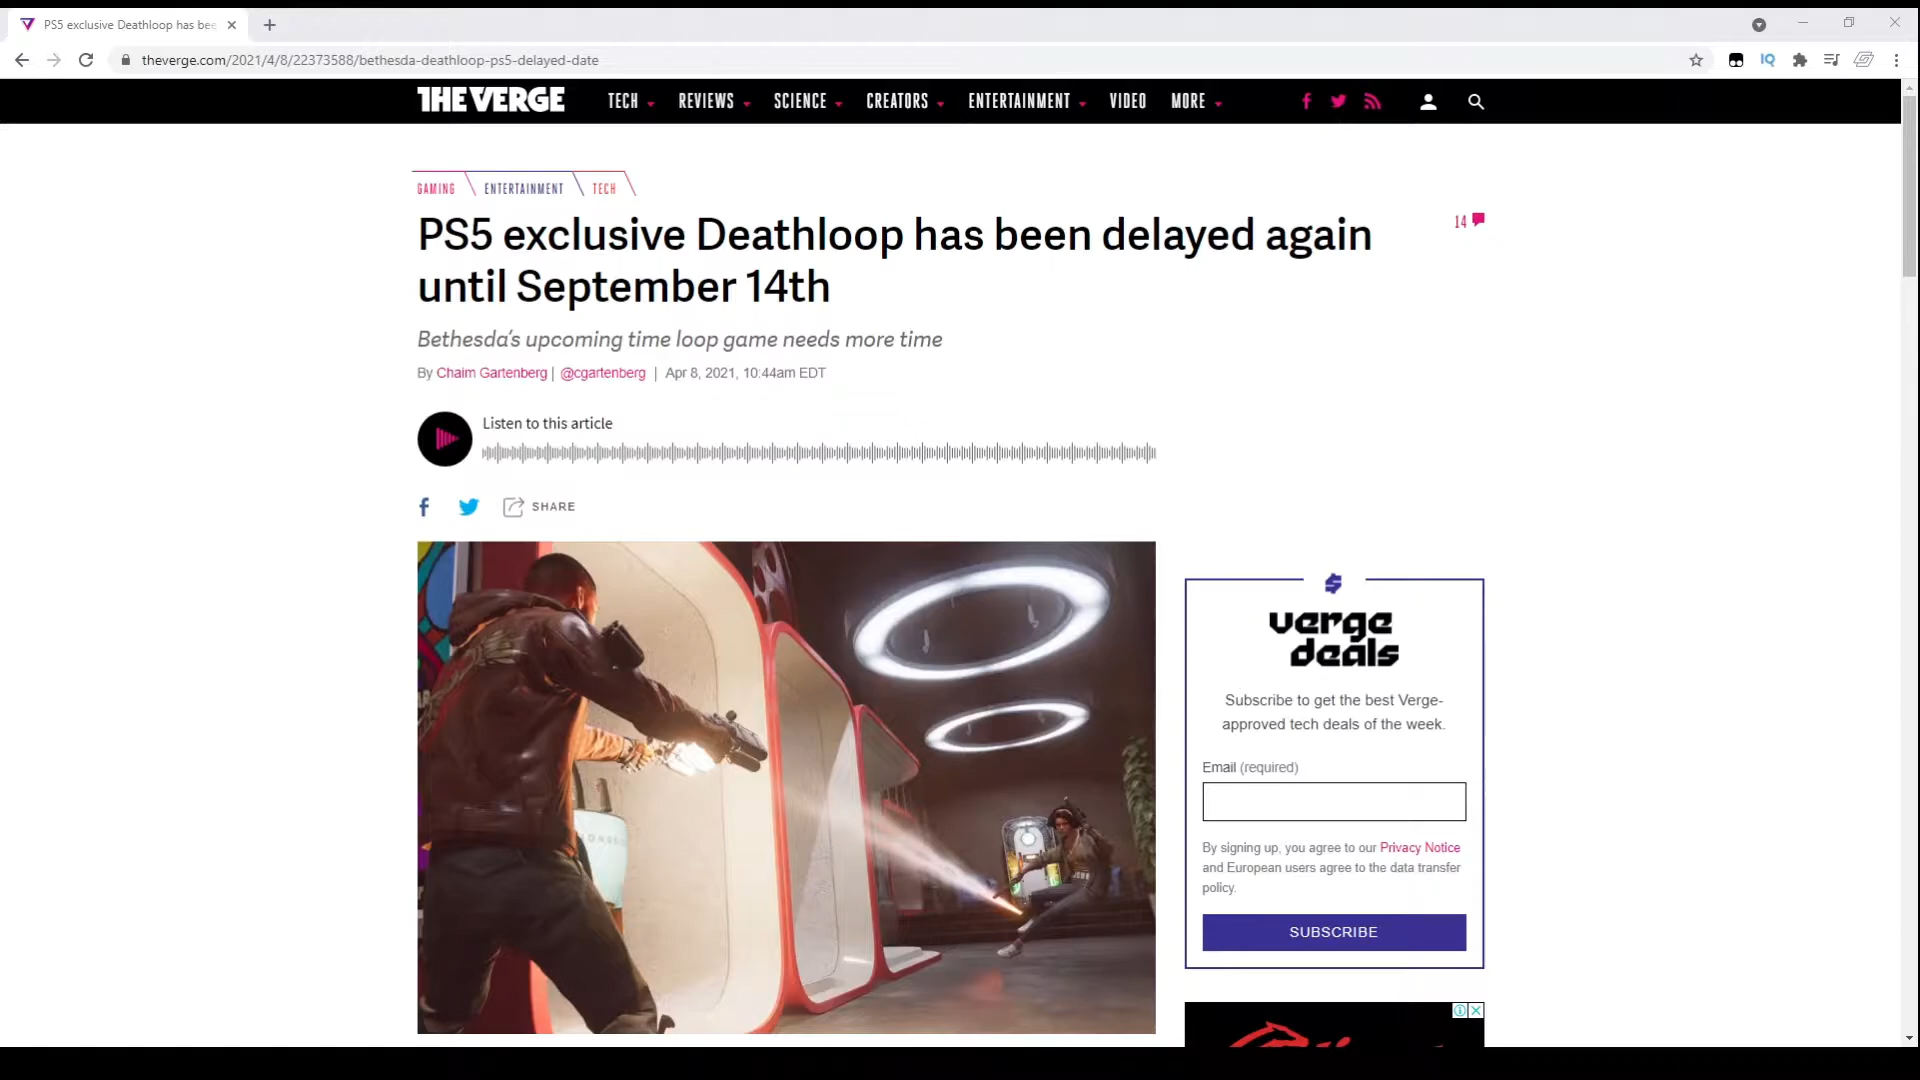 PS5 exclusive Deathloop has bee
theverge.com/2021/4/8/22373588/bethesda-deathloop-ps5-delayed-date
IQ
THE VERGE TECH REVIEWS SCIENCE CREATORS ENTERTAINMENT VIDEO MORE
GAMING ENTERTAINMENT TECH
PS5 exclusive Deathloop has been delayed again
until September 14th
14
Bethesda's upcoming time loop game needs more time
By Chaim Gartenberg | @cgartenberg | Apr 8, 2021, 10:44am EDT
Listen to this article
SHARE
verge
deals
Subscribe to get the best Verge-
approved tech deals of the week.
Email (required)
By signing up, you agree to our Privacy Notice
and European users agree to the data transfer
policy.
SUBSCRIBE